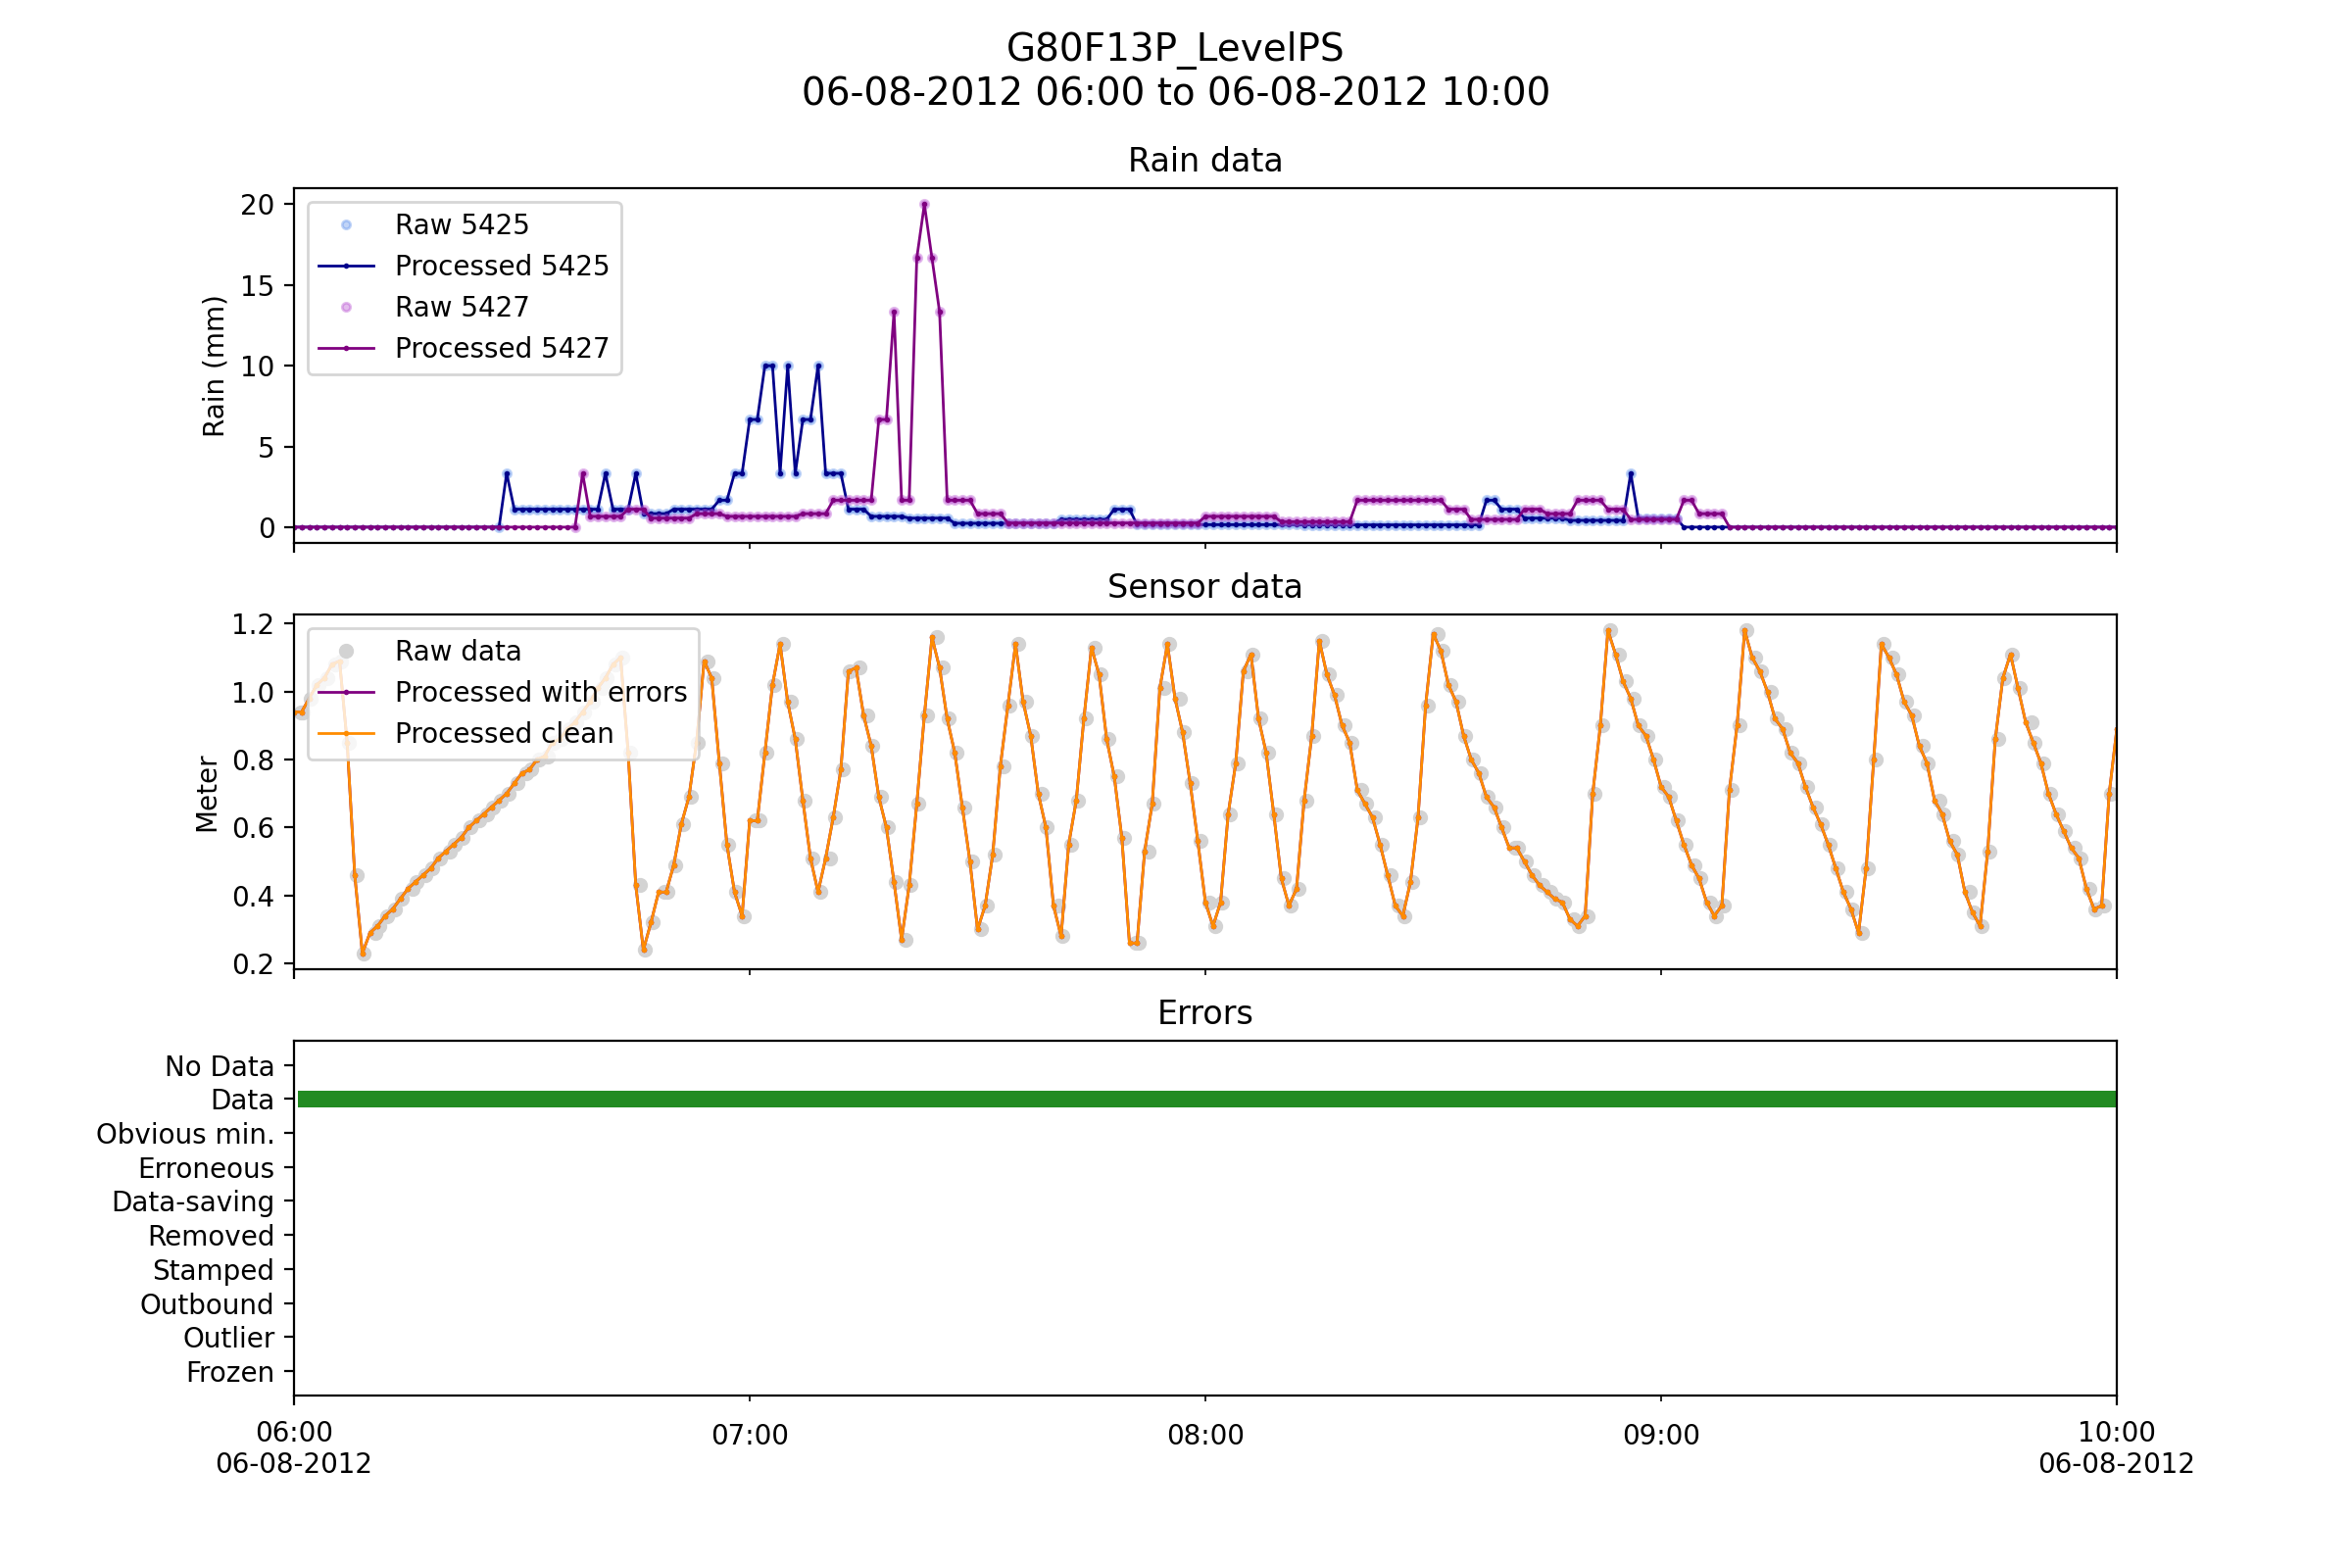 G80F13P_LevelPS
06-08-2012 06:00 to 06-08-2012 10:00
Rain data
Rain (mm)
20
15
10
5
0
Raw 5425
Processed 5425
Raw 5427
Processed 5427
Sensor data
Meter
1.2
1.0
0.8
0.6
0.4
0.2
Raw data
Processed with errors
Processed clean
Errors
No Data
Data
Obvious min.
Erroneous
Data-saving
Removed
Stamped
Outbound
Outlier
Frozen
06:00
06-08-2012
07:00
08:00
09:00
10:00
06-08-2012